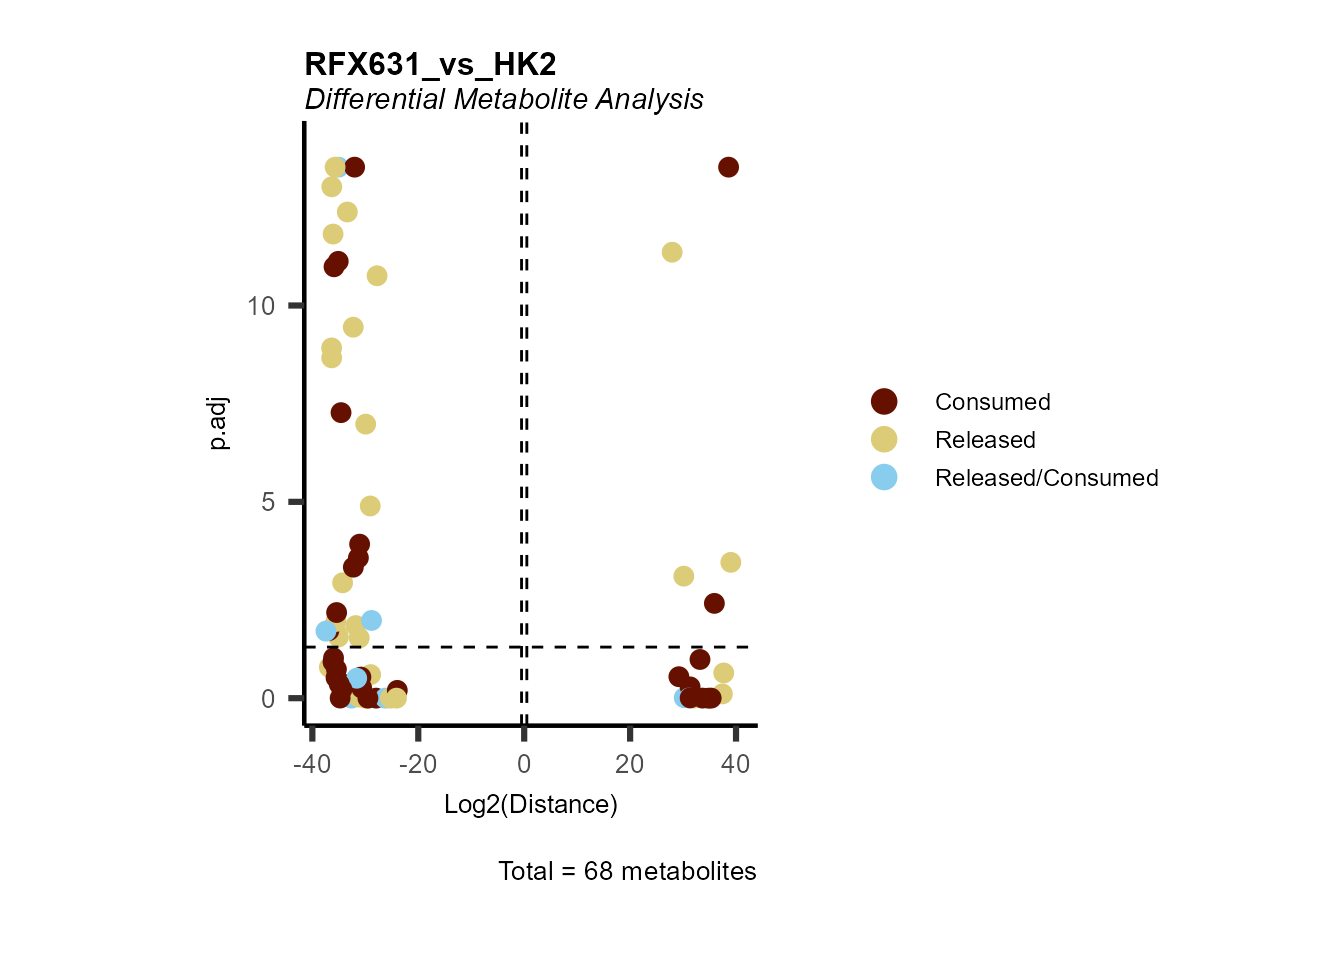 RFX631_vs_HK2
Differential Metabolite Analysis
p.adj
10
5
0
-40 -20 0 20 40
Log2(Distance)
Consumed
Released
Released/Consumed
Total = 68 metabolites